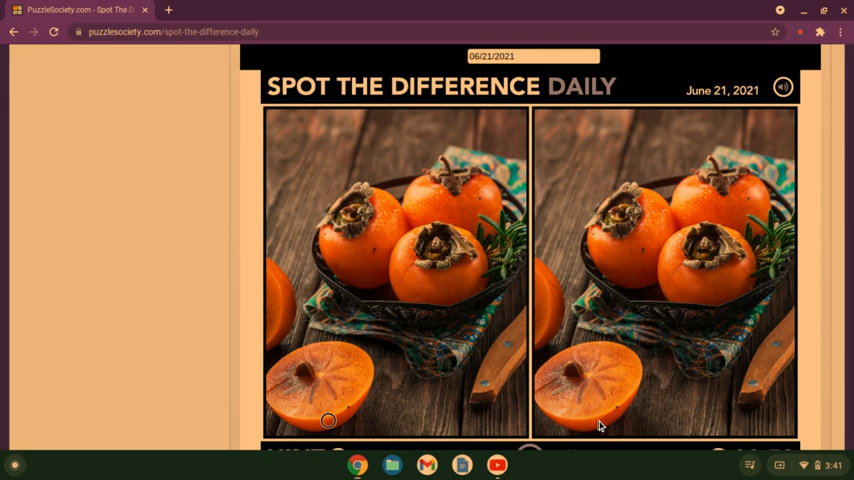 PuzzleSociety.com - Spot The Di
puzzlesociety.com/spot-the-difference-daily
06/21/2021
SPOT THE DIFFERENCE DAILY
June 21, 2021
3:41